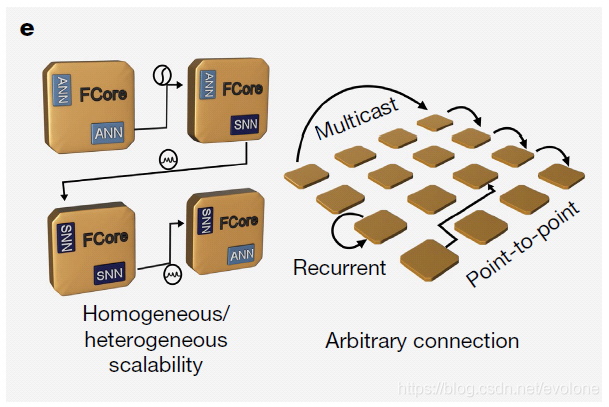 e
ANN
FCore
ANN
ANN
FCore
SNN
SNN
FCore
SNN
SNN
FCore
ANN
Homogeneous/
heterogeneous
scalability
Multicast
Recurrent
Point-to-point
Arbitrary connection
https://blog.csdn.net/evolone